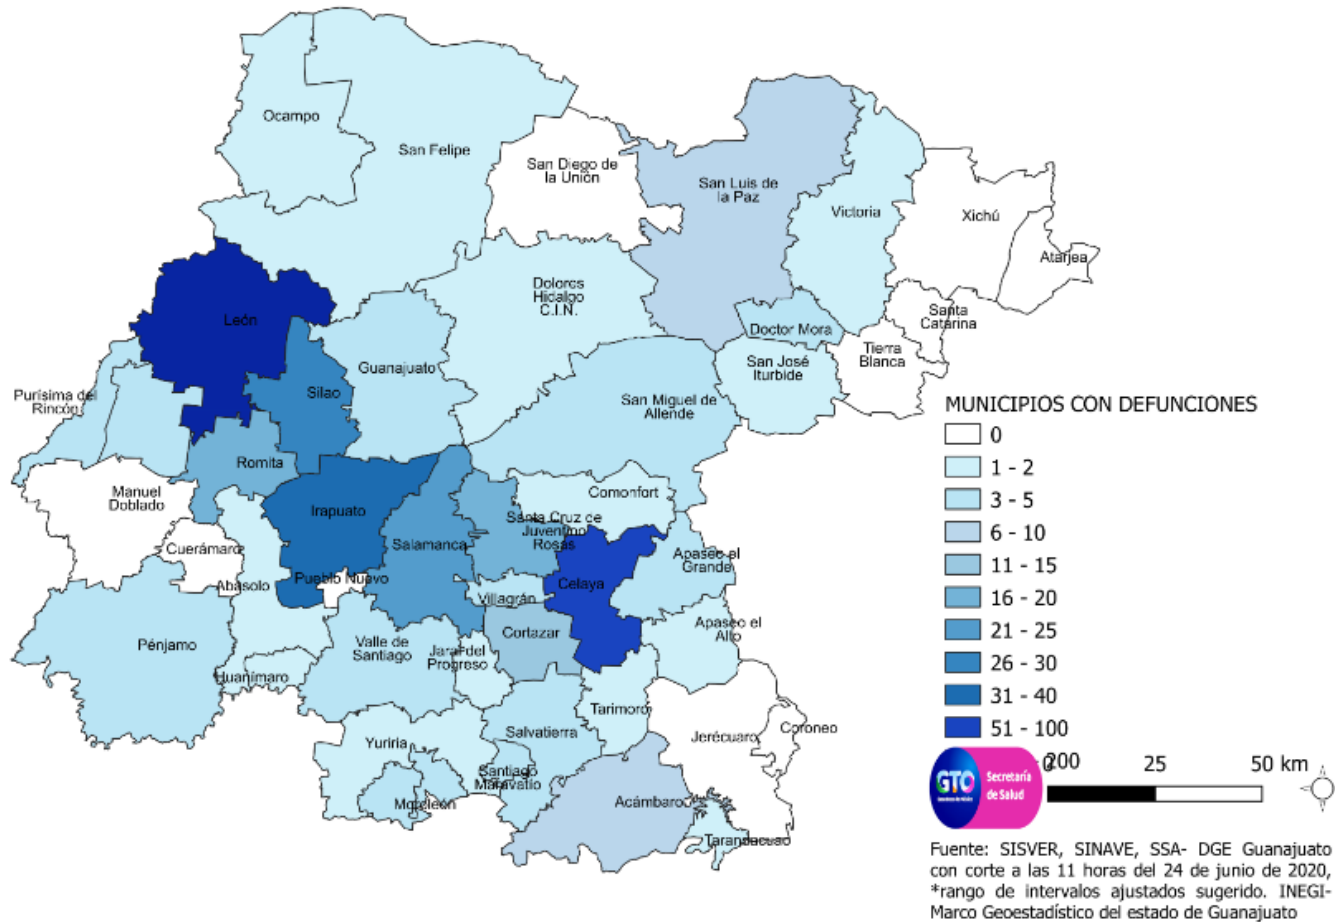 Ocampo
San Felipe
San Diego de
la Unión
San Luis de
la Paz
Victoria
Xichú
Atarjea
León
Dolores
Hidalgo
C.I.N.
Santa
Catarina
Doctor Mora
Tierra
Blanca
Guanajuato
San José
Iturbide
Purísima del
Rincón
Silao
San Miguel de
Allende
Romita
Manuel
Doblado
Comonfort
Irapuato
Santa Cruz de
Juventino
Rosas
Salamanca
Cuerámaro
Apaseo el
Grande
Abasolo
Pueblo Nuevo
Celaya
Villagrán
Pénjamo
Valle de
Santiago
Jaral del
Progreso
Cortazar
Apaseo el
Alto
Huanímaro
Tarimoro
Yuriria
Salvatierra
Jerécuaro
Coroneo
Santiago
Maravatío
Moroleón
Acámbaro
Tarandacuao
MUNICIPIOS CON DEFUNCIONES
0
1 - 2
3 - 5
6 - 10
11 - 15
16 - 20
21 - 25
26 - 30
31 - 40
51 - 100
200
0 25 50 km
GTO
Secretaría
de Salud
Fuente: SISVER, SINAVE, SSA- DGE Guanajuato
con corte a las 11 horas del 24 de junio de 2020,
*rango de intervalos ajustados sugerido. INEGI-
Marco Geoestadístico del estado de Guanajuato